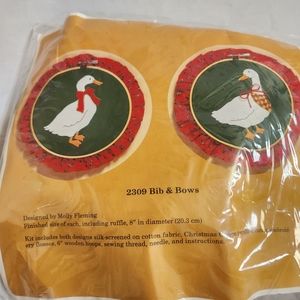 2309 Bib & Bows
Designed by Molly Fleming
Finished size of each, including ruffle, 8" in diameter (20.3 cm)
Kit includes both designs silk screened on cotton fabric, Christmas
ery flosses, 6" wooden hoops, sewing thread, needle, and instructions.